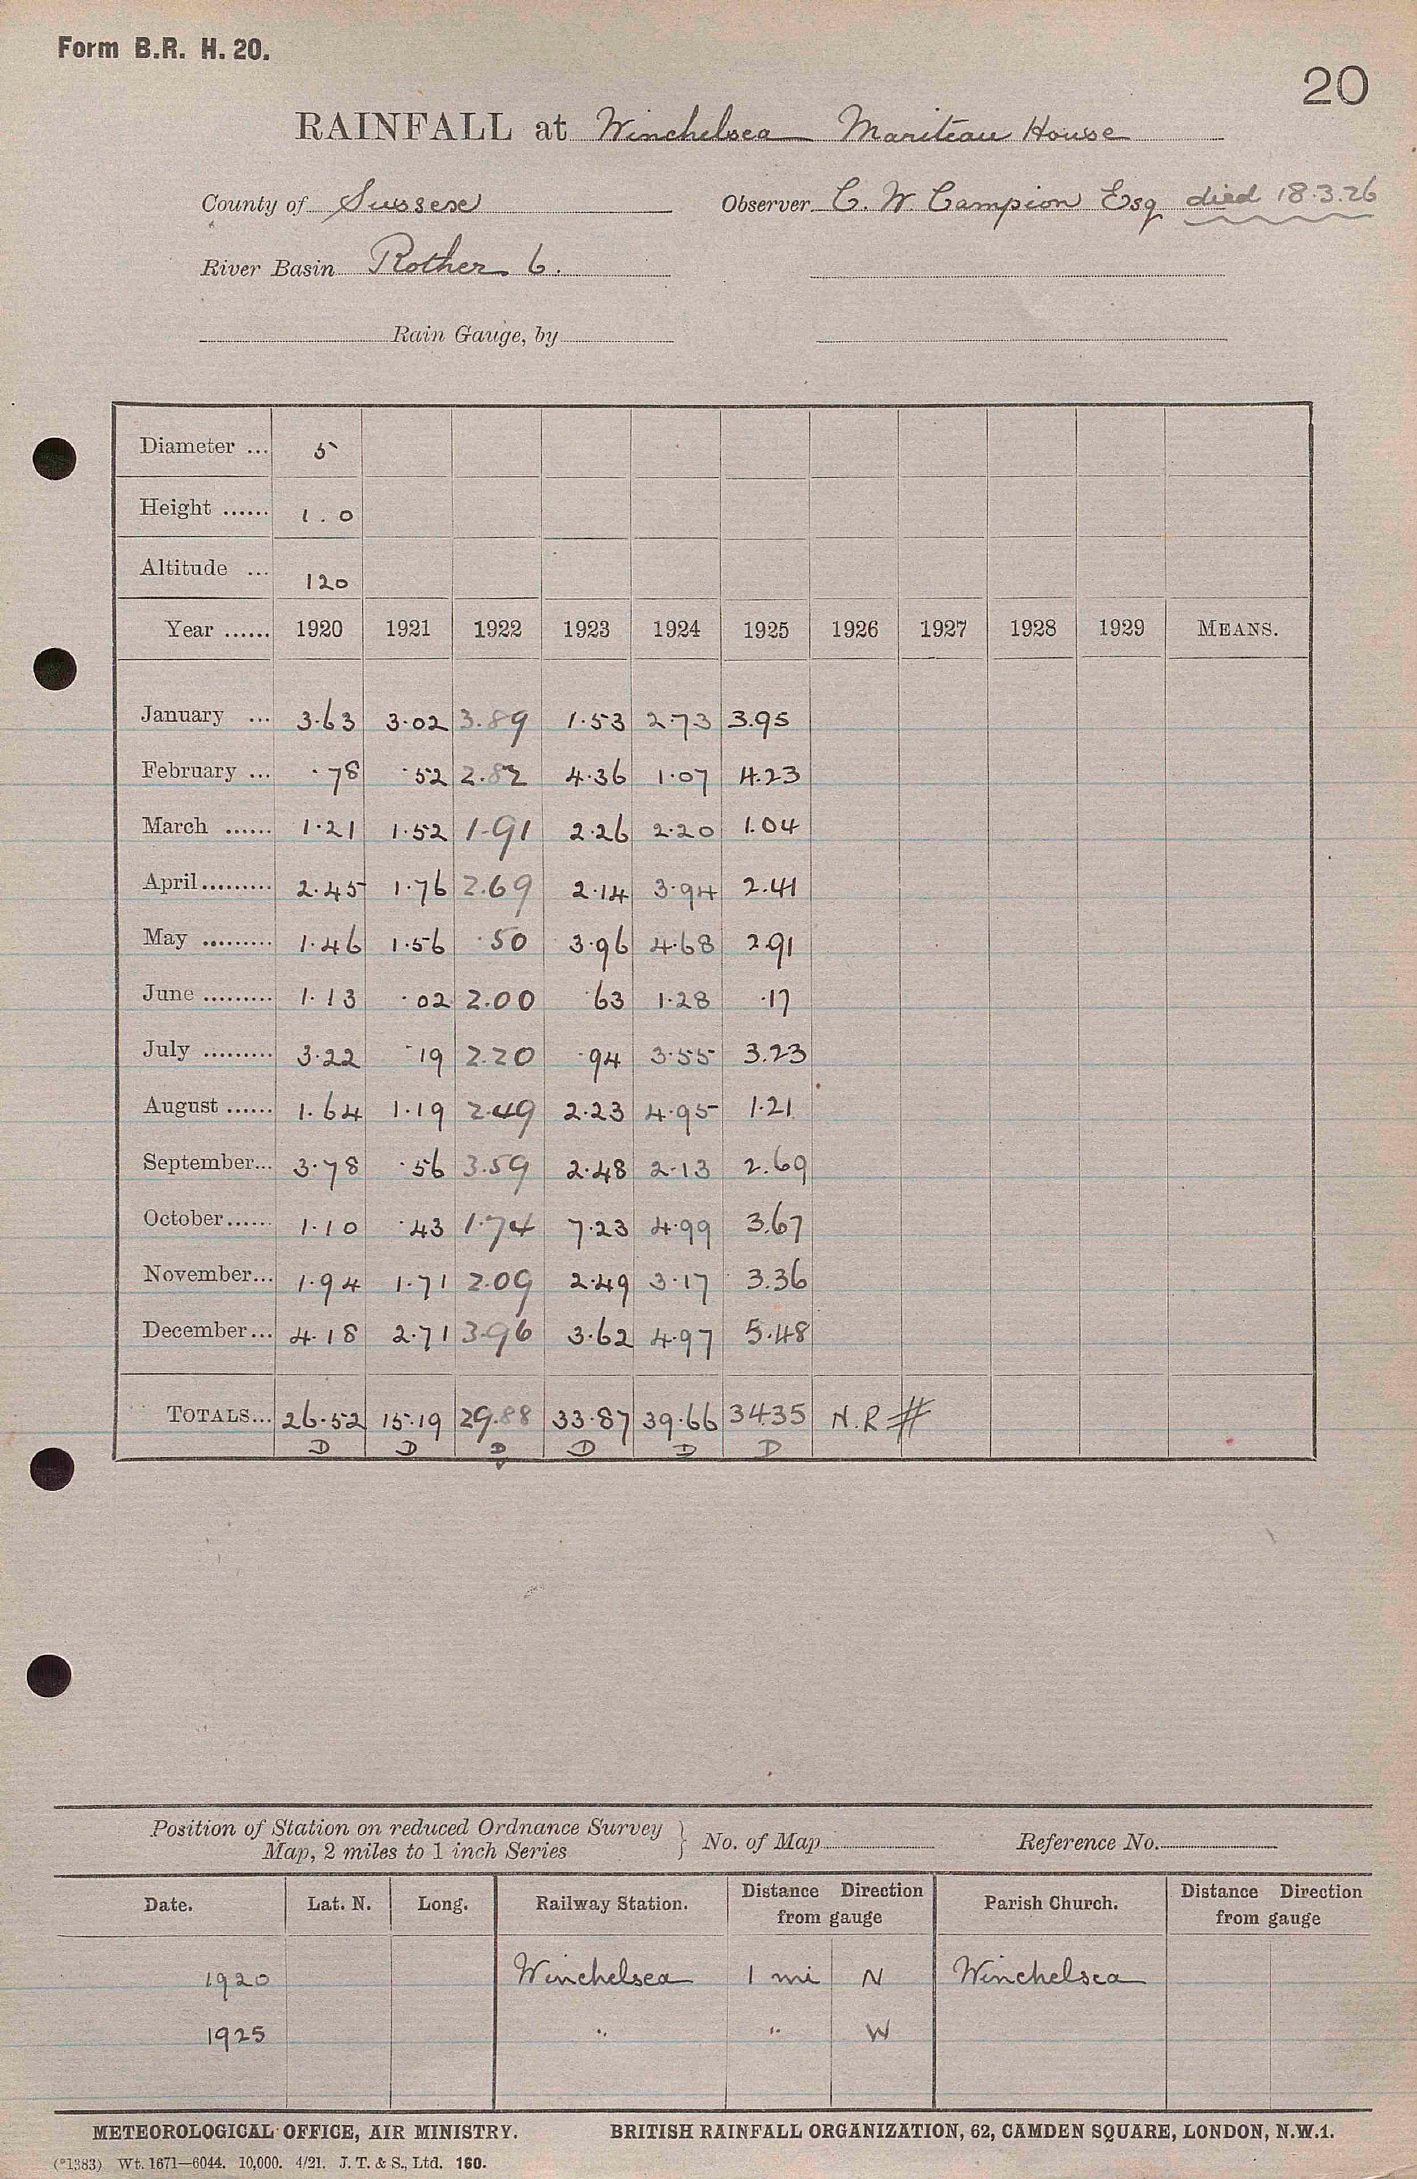 Form B.R. H. 20.
20
RAINFALL at Winchelsea Mariteau House
County of Sussex Observer C. W Campion Esq died 18.3.26
River Basin Rother 6.
Rain Gauge, by
Diameter ... 5
Height ...... 1.0
Altitude ... 120
Year ...... 1920 1921 1922 1923 1924 1925 1926 1927 1928 1929 MEANS.
January ... 3.63 3.02 3.89 1.53 2.73 3.95
February ... .78 .52 2.82 4.36 1.07 4.23
March ...... 1.21 1.52 1.91 2.26 2.20 1.04
April ......... 2.45 1.76 2.69 2.14 3.94 2.41
May ......... 1.46 1.56 .50 3.96 4.68 2.91
June ......... 1.13 .02 2.00 .63 1.28 .17
July ......... 3.22 .19 2.20 .94 3.55 3.23
August ...... 1.64 1.19 2.49 2.23 4.95 1.21
September... 3.78 .56 3.59 2.48 2.13 2.69
October...... 1.10 .43 1.74 7.23 4.99 3.67
November... 1.94 1.71 2.09 2.49 3.17 3.36
December... 4.18 2.71 3.96 3.62 4.97 5.48
TOTALS... 26.52 15.19 29.88 33.87 39.66 34.35 N.R #
D D D D D D
Position of Station on reduced Ordnance Survey
Map, 2 miles to 1 inch Series } No. of Map Reference No.
Date. Lat. N. Long. Railway Station. Distance Direction from gauge Parish Church. Distance Direction from gauge
1920 Winchelsea 1 mi N Winchelsea
1925 " " W
METEOROLOGICAL OFFICE, AIR MINISTRY. BRITISH RAINFALL ORGANIZATION, 62, CAMDEN SQUARE, LONDON, N.W.1.
(*1383) Wt. 1671—6044. 10,000. 4/21. J. T. & S., Ltd. 160.